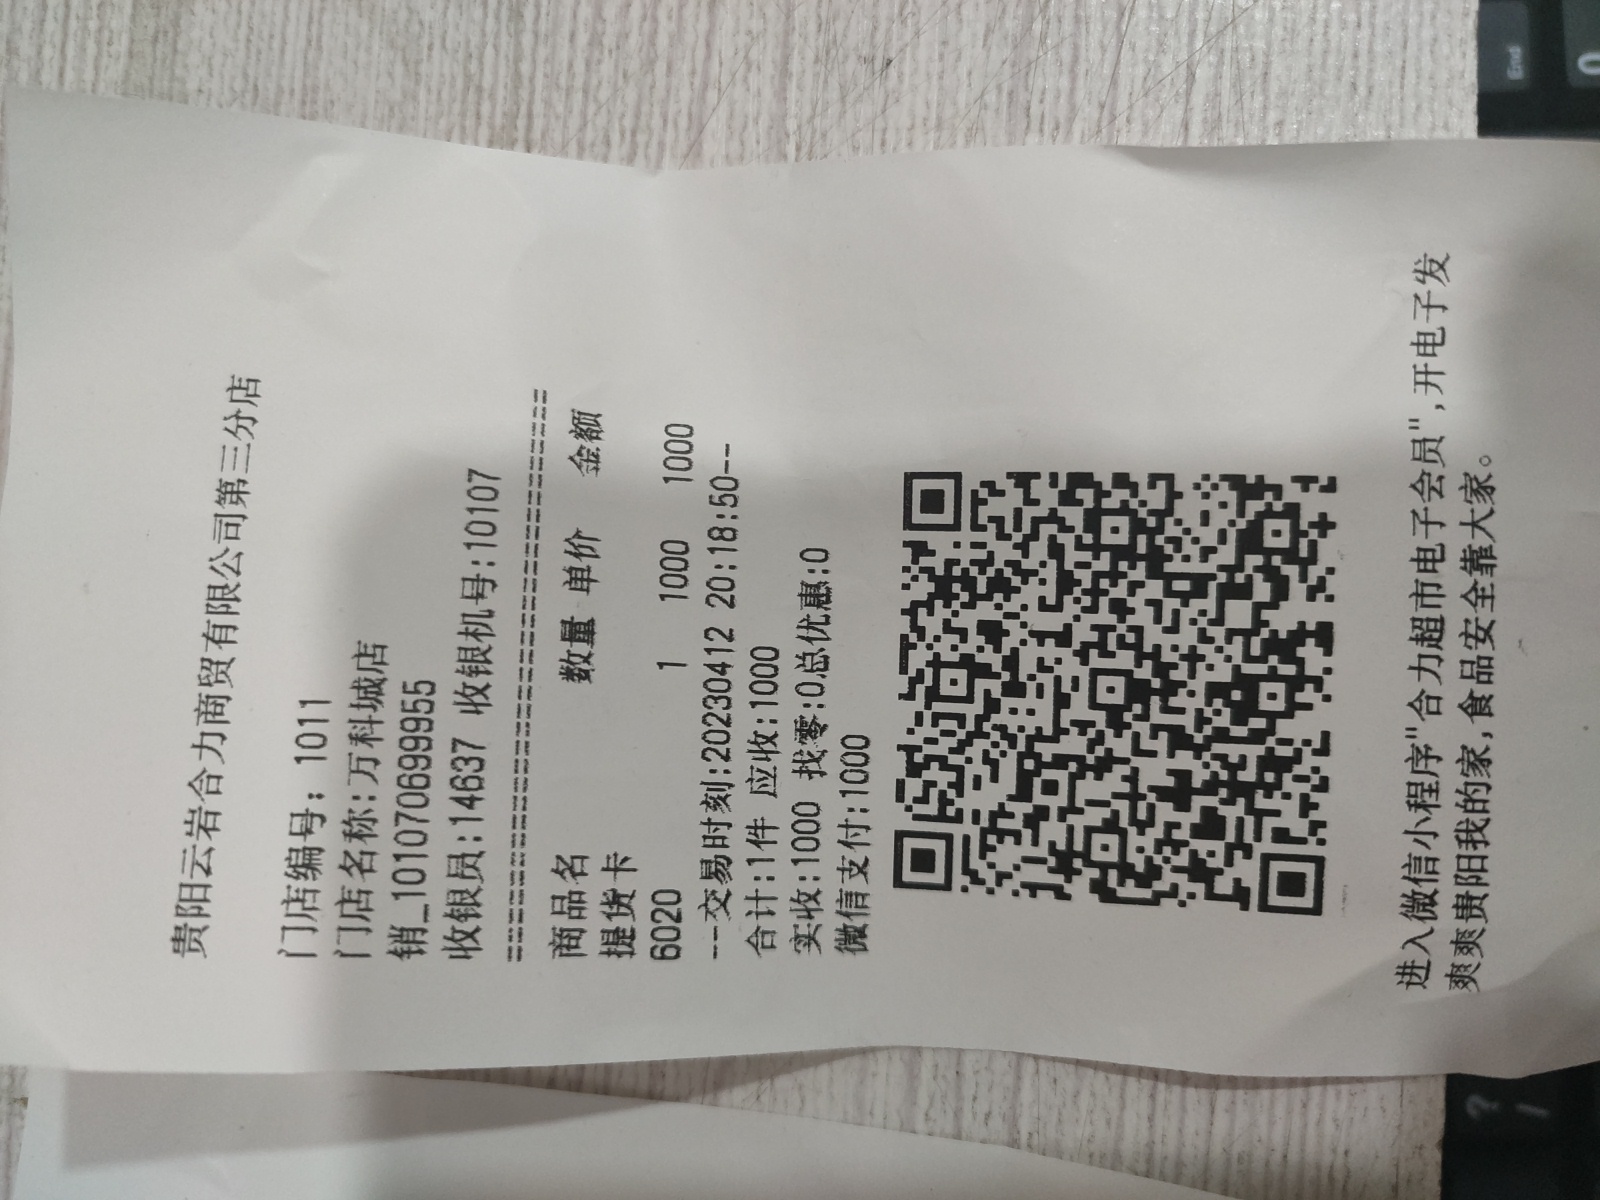 贵阳云岩合力商贸有限公司第三分店
门店编号: 1011
门店名称:万科城店
销_10107069​9955
收银员:14637 收银机号:10107
商品名 数量 单价 金额
提货卡
6020 1 1000 1000
--交易时刻:20230412 20:18:50--
合计:1件 应收:1000
实收:1000 找零:0总优惠:0
微信支付:1000
进入微信小程序"合力超市电子会员",开电子发
爽爽贵阳我的家,食品安全靠大家。
End
0
?
/